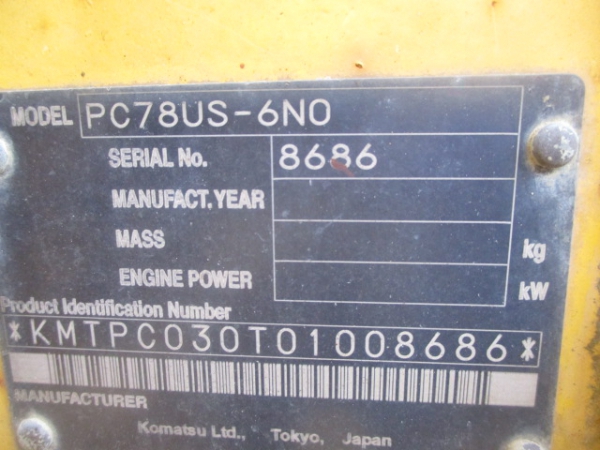 MODEL PC78US-6N0
SERIAL No. 8686
MANUFACT.YEAR
MASS kg
ENGINE POWER kW
Product Identification Number
*KMTPC030T01008686*
MANUFACTURER
Komatsu Ltd., Tokyo, Japan